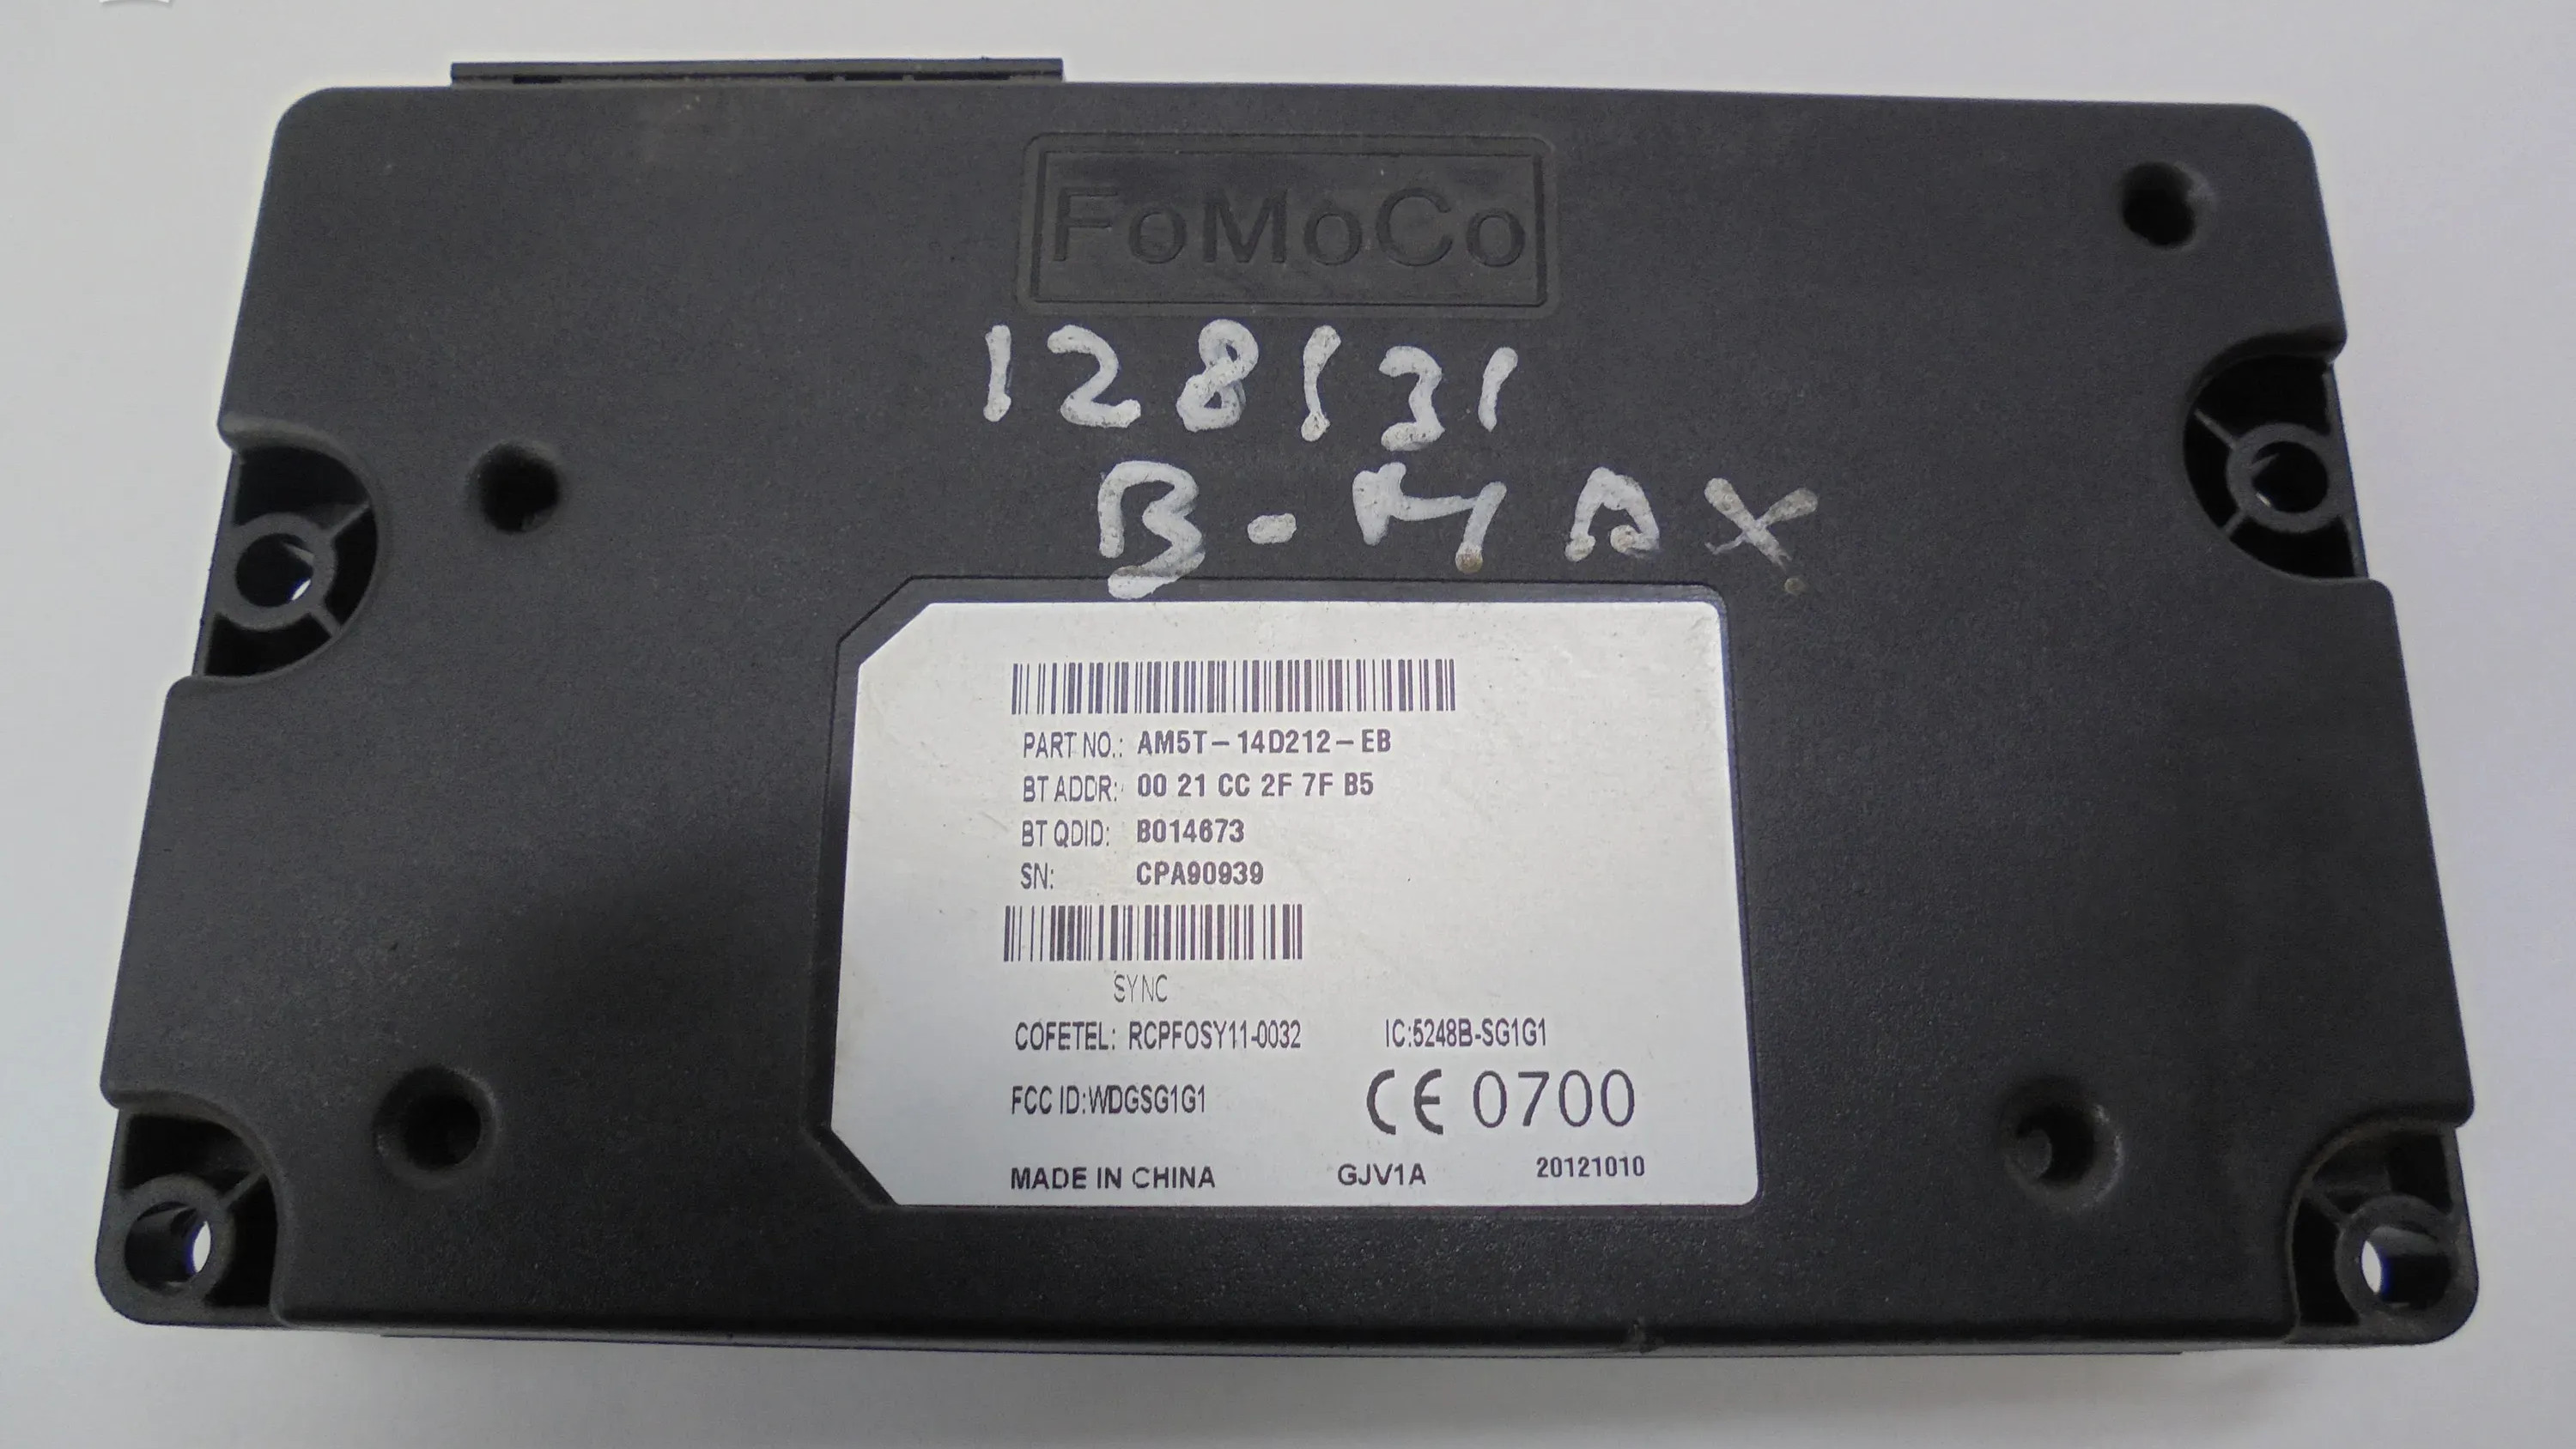 FoMoCo
128131
B-MAX
PART NO.: AM5T-14D212-EB
BT ADDR: 00 21 CC 2F 7F B5
BT QDID: B014673
SN: CPA90939
SYNC
COFETEL: RCPFOSY11-0032 IC:5248B-SG1G1
FCC ID:WDGSG1G1 CE 0700
MADE IN CHINA GJV1A 20121010